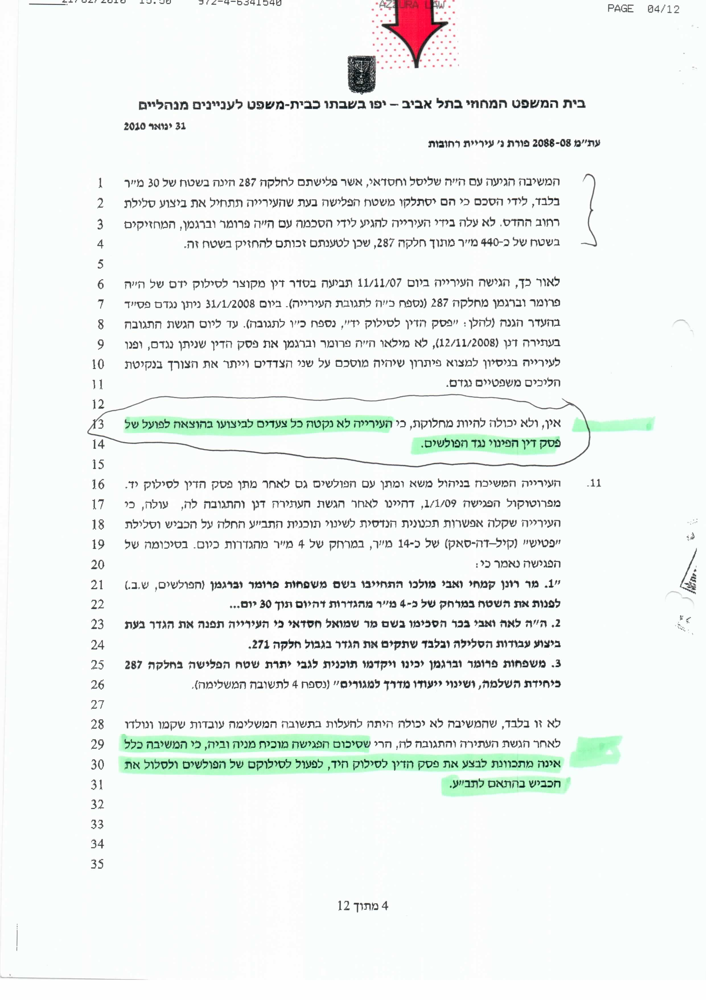 21/02/2010 15:50 972-4-6341540 AZZURA LAW PAGE 04/12
בית המשפט המחוזי בתל אביב – יפו בשבתו כבית-משפט לעניינים מנהליים
31 ינואר 2010
עת״מ 2088-08 פורת נ׳ עיריית רחובות
1 המשיבה הגיעה עם ה״ה שליסל וחסדאי, אשר פלישתם לחלקה 287 הינה בשטח של 30 מ״ר
2 בלבד, לידי הסכם כי הם יסתלקו משטח הפלישה בעת שהעירייה תתחיל את ביצוע סלילת
3 רחוב ההדס. לא עלה בידי העירייה להגיע לידי הסכמה עם ה״ה פרומר וברגמן, המחזיקים
4 בשטח של כ-440 מ״ר מתוך חלקה 287, שכן לטענתם זכותם להחזיק בשטח זה.
5
6 לאור כך, הגישה העירייה ביום 11/11/07 תביעה בסדר דין מקוצר לסילוק ידם של ה״ה
7 פרומר וברגמן מחלקה 287 (נספח כ״ה לתגובת העירייה). ביום 31/1/2008 ניתן נגדם פס״ד
8 בהעדר הגנה (להלן: ״פסק הדין לסילוק יד״, נספח כ״ו לתגובה). עד ליום הגשת התגובה
9 בעתירה דנן (12/11/2008), לא מילאו ה״ה פרומר וברגמן את פסק הדין שניתן נגדם, ופנו
10 לעירייה בניסיון למצוא פיתרון שיהיה מוסכם על שני הצדדים וייתר את הצורך בנקיטת
11 הליכים משפטיים נגדם.
12
13 אין, ולא יכולה להיות מחלוקת, כי העירייה לא נקטה כל צעדים לביצועו בהוצאה לפועל של
14 פסק דין הפינוי נגד הפולשים.
15
16 11. העירייה המשיכה בניהול משא ומתן עם הפולשים גם לאחר מתן פסק הדין לסילוק יד.
17 מפרוטוקול הפגישה 1/1/09, דהיינו לאחר הגשת העתירה דנן והתגובה לה, עולה, כי
18 העירייה שקלה אפשרות תכנונית הנדסית לשינוי תוכנית התב״ע החלה על הכביש וסלילת
19 ״פטיש״ (קיל–דה-סאק) של כ-14 מ״ר, במרחק של 4 מ״ר מהגדרות כיום. בסיכומה של
20 הפגישה נאמר כי:
21 ״1. מר רונן קמחי ואבי מולכו התחייבו בשם משפחות פרומר וברגמן (הפולשים, ש.ב.)
22 לפנות את השטח במרחק של כ-4 מ״ר מהגדרות דהיום תוך 30 יום...
23 2. ה״ה לאה ואבי בכר הסכימו בשם מר שמואל חסדאי כי העירייה תפנה את הגדר בעת
24 ביצוע עבודות הסלילה ובלבד שתקים את הגדר בגבול חלקה 271.
25 3. משפחות פרומר וברגמן יכינו ויקדמו תוכנית לגבי יתרת שטח הפלישה בחלקה 287
26 כיחידת השלמה, ושינוי ייעודו מדרך למגורים״ (נספח 4 לתשובה המשלימה).
27
28 לא זו בלבד, שהמשיבה לא יכולה היתה להעלות בתשובה המשלימה עובדות שקמו ונולדו
29 לאחר הגשת העתירה והתגובה לה, הרי שסיכום הפגישה מוכיח מניה וביה, כי המשיבה כלל
30 אינה מתכוונת לבצע את פסק הדין לסילוק היד, לפעול לסילוקם של הפולשים ולסלול את
31 הכביש בהתאם לתב״ע.
32
33
34
35
4 מתוך 12